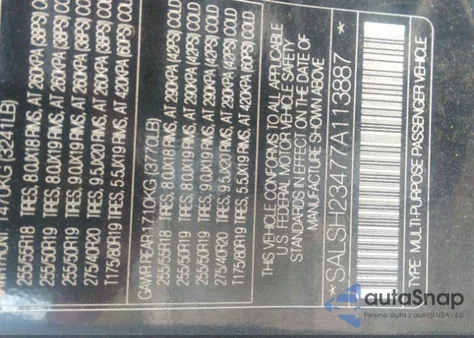 1470KG (3241LB)
255/55R18 TIRES, 8.0JX18 RIMS, AT 260KPA (38PSI) COLD
255/50R19 TIRES, 8.0JX19 RIMS, AT 260KPA (38PSI) COLD
255/50R19 TIRES, 9.0JX19 RIMS, AT 260KPA (38PSI) COLD
275/40R20 TIRES, 9.5JX20 RIMS, AT 260KPA (38PSI) COLD
T175/80R19 TIRES, 5.5JX19 RIMS, AT 420KPA (60PSI) COLD
GAWR REAR 1710KG (3770LB)
255/55R18 TIRES, 8.0JX18 RIMS, AT 290KPA (42PSI) COLD
255/50R19 TIRES, 8.0JX19 RIMS, AT 290KPA (42PSI) COLD
255/50R19 TIRES, 9.0JX19 RIMS, AT 290KPA (42PSI) COLD
275/40R20 TIRES, 9.5JX20 RIMS, AT 290KPA (42PSI) COLD
T175/80R19 TIRES, 5.5JX19 RIMS, AT 420KPA (60PSI) COLD
THIS VEHICLE CONFORMS TO ALL APPLICABLE
U.S. FEDERAL MOTOR VEHICLE SAFETY
STANDARDS IN EFFECT ON THE DATE OF
MANUFACTURE SHOWN ABOVE
*SALSH23477A113887*
TYPE: MULTI-PURPOSE PASSENGER VEHICLE
autaSnap
Pewne auta z aukcji USA i EU